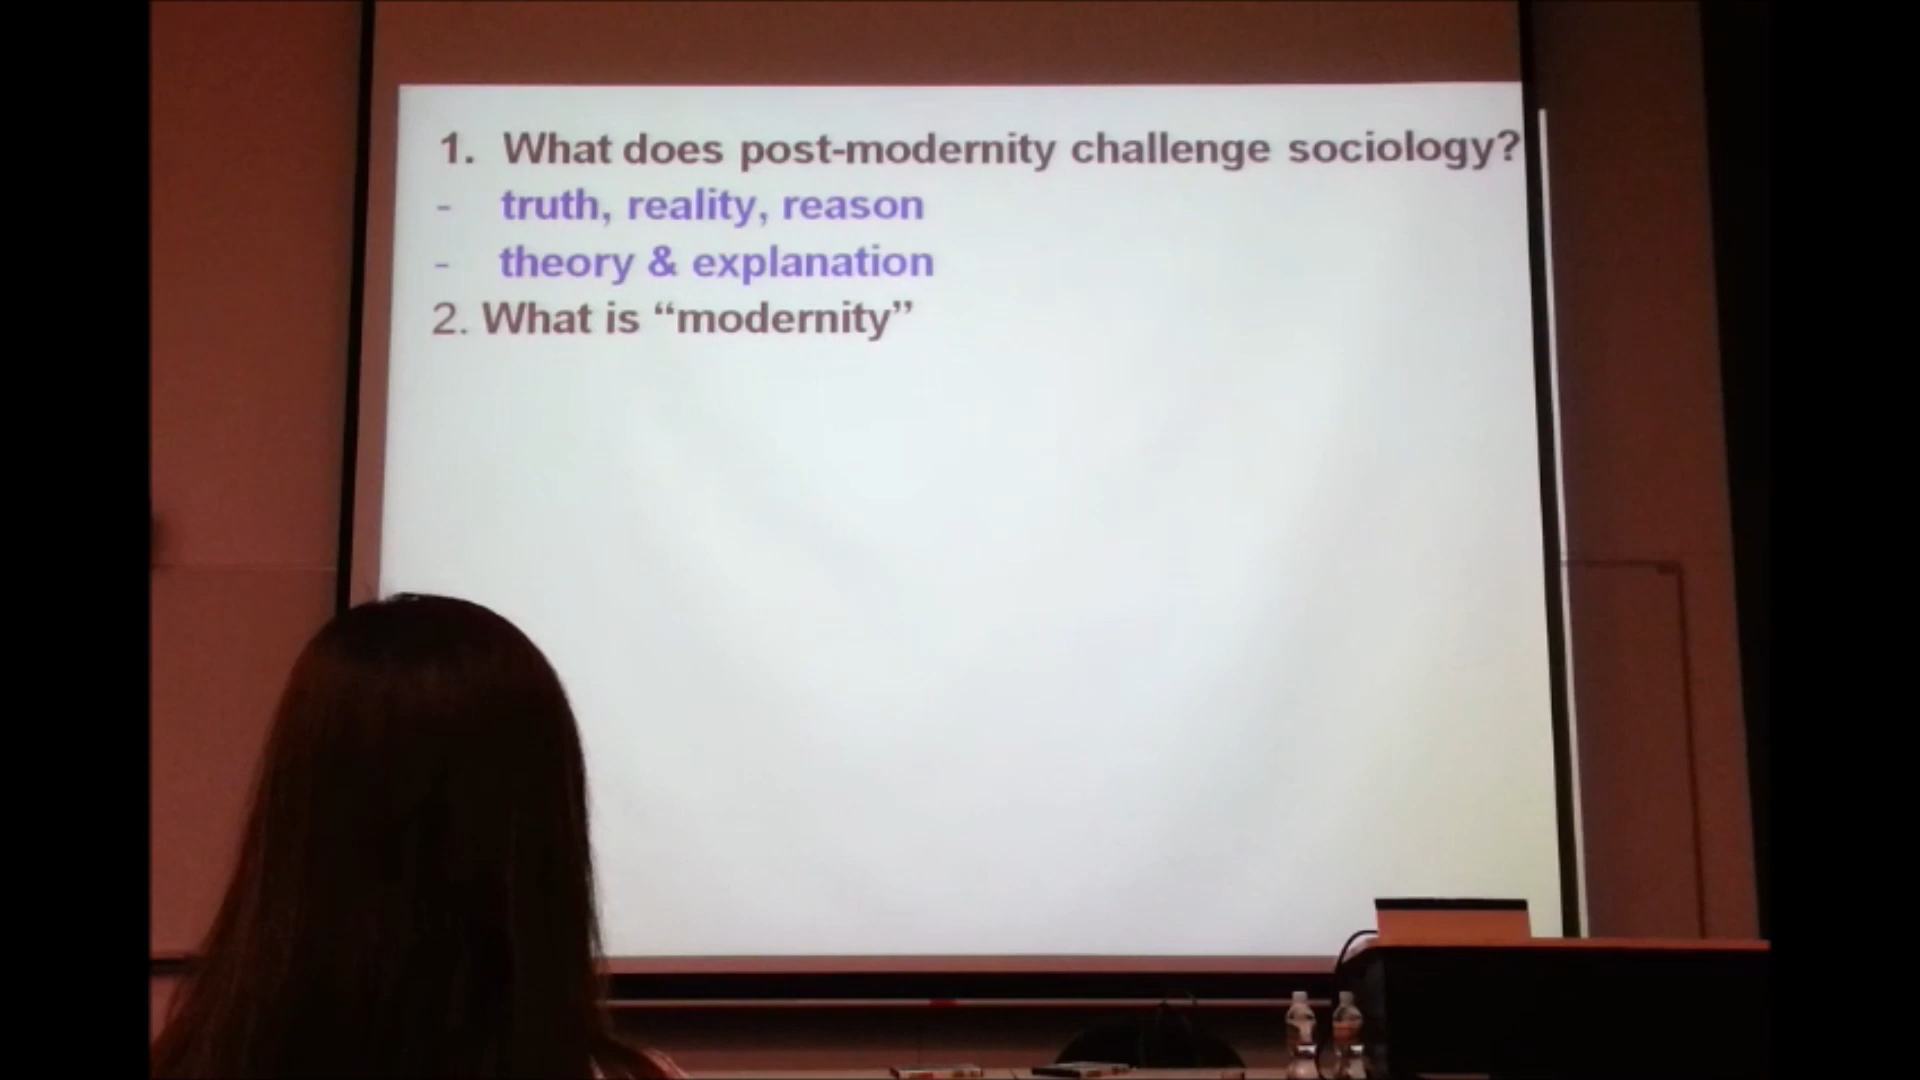 1. What does post-modernity challenge sociology?
- truth, reality, reason
- theory & explanation
2. What is “modernity”